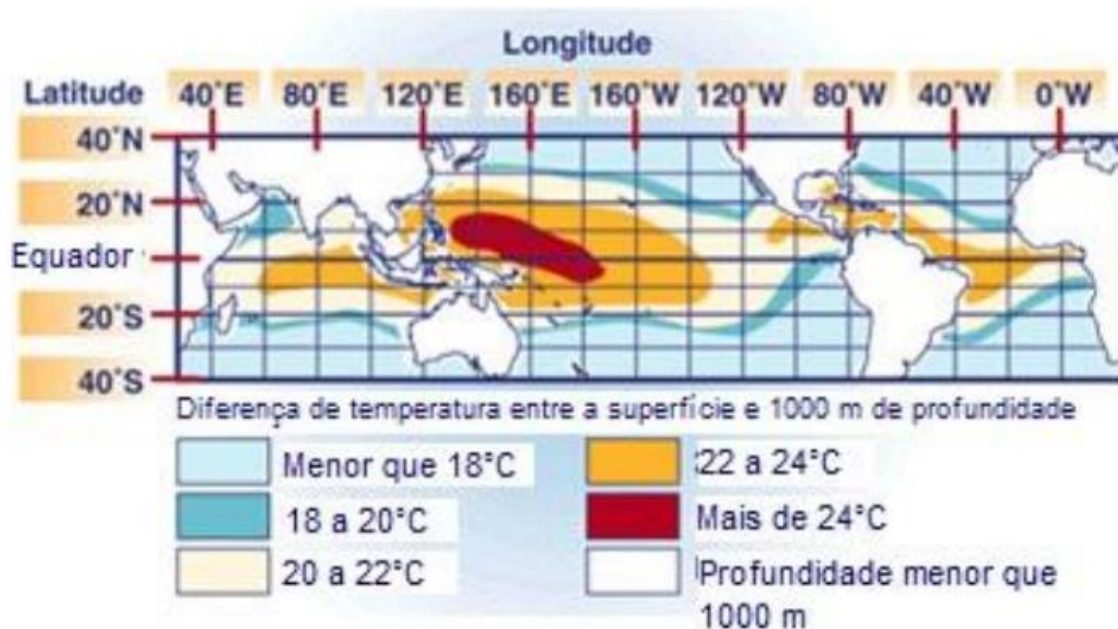 Longitude
Latitude 40°E 80°E 120°E 160°E 160°W 120°W 80°W 40°W 0°W
40°N
20°N
Equador
20°S
40°S
Diferença de temperatura entre a superfície e 1000 m de profundidade
Menor que 18°C
22 a 24°C
18 a 20°C
Mais de 24°C
20 a 22°C
Profundidade menor que
1000 m